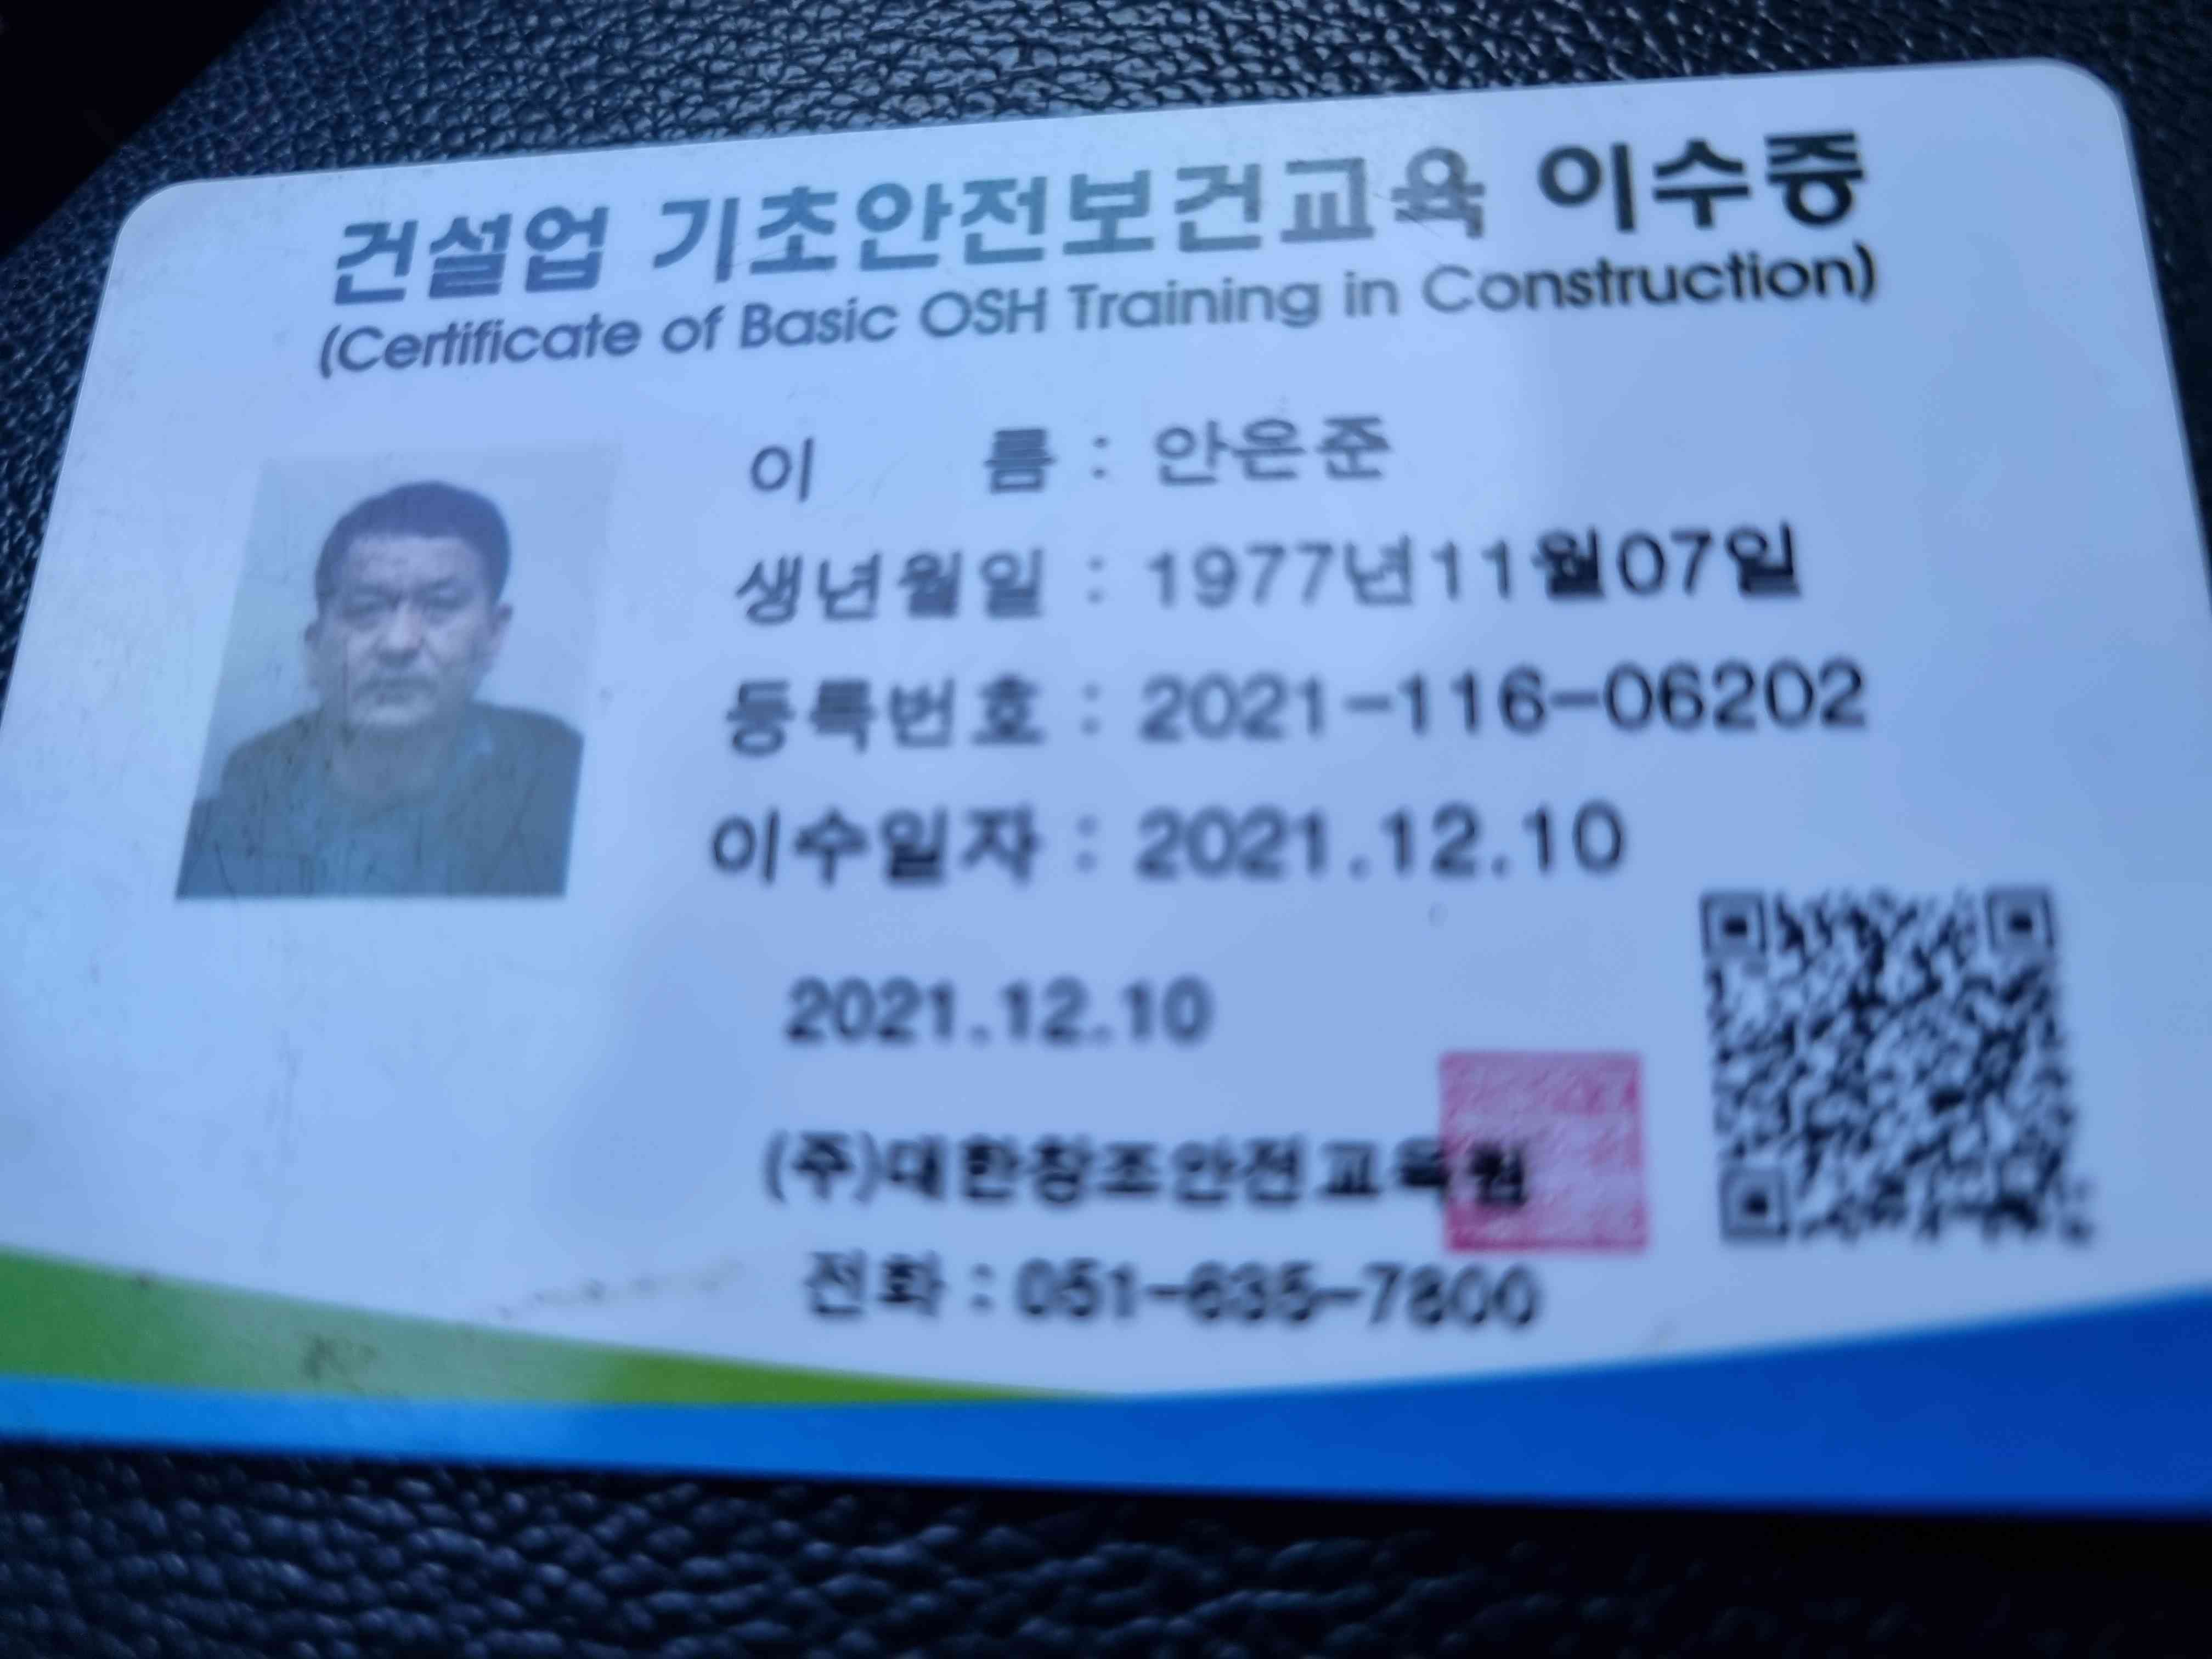 건설업 기초안전보건교육 이수증
(Certificate of Basic OSH Training in Construction)
이 름 : 안은준
생년월일 : 1977년11월07일
등록번호 : 2021-116-06202
이수일자 : 2021.12.10
2021.12.10
(주)대한창조안전교육원
전화 : 051-635-7800